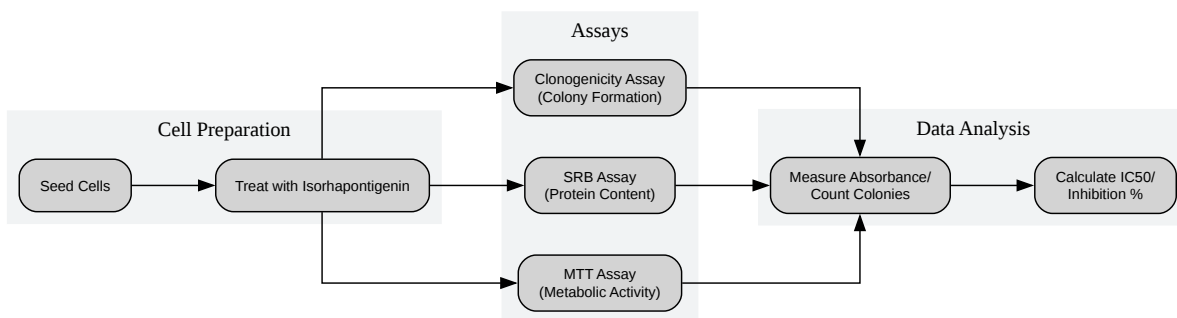 Cell Preparation
Seed Cells
Treat with Isorhapontigenin
Assays
Clonogenicity Assay
(Colony Formation)
SRB Assay
(Protein Content)
MTT Assay
(Metabolic Activity)
Data Analysis
Measure Absorbance/
Count Colonies
Calculate IC50/
Inhibition %